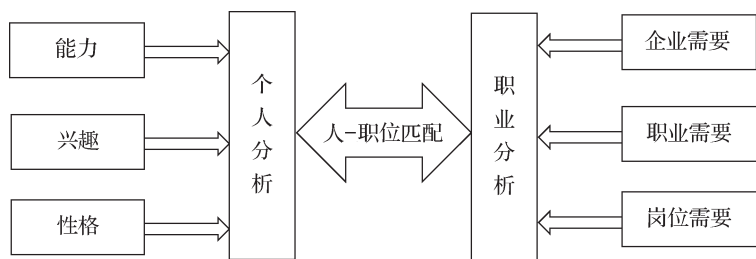 能力
兴趣
性格
个人分析
人-职位匹配
职业分析
企业需要
职业需要
岗位需要